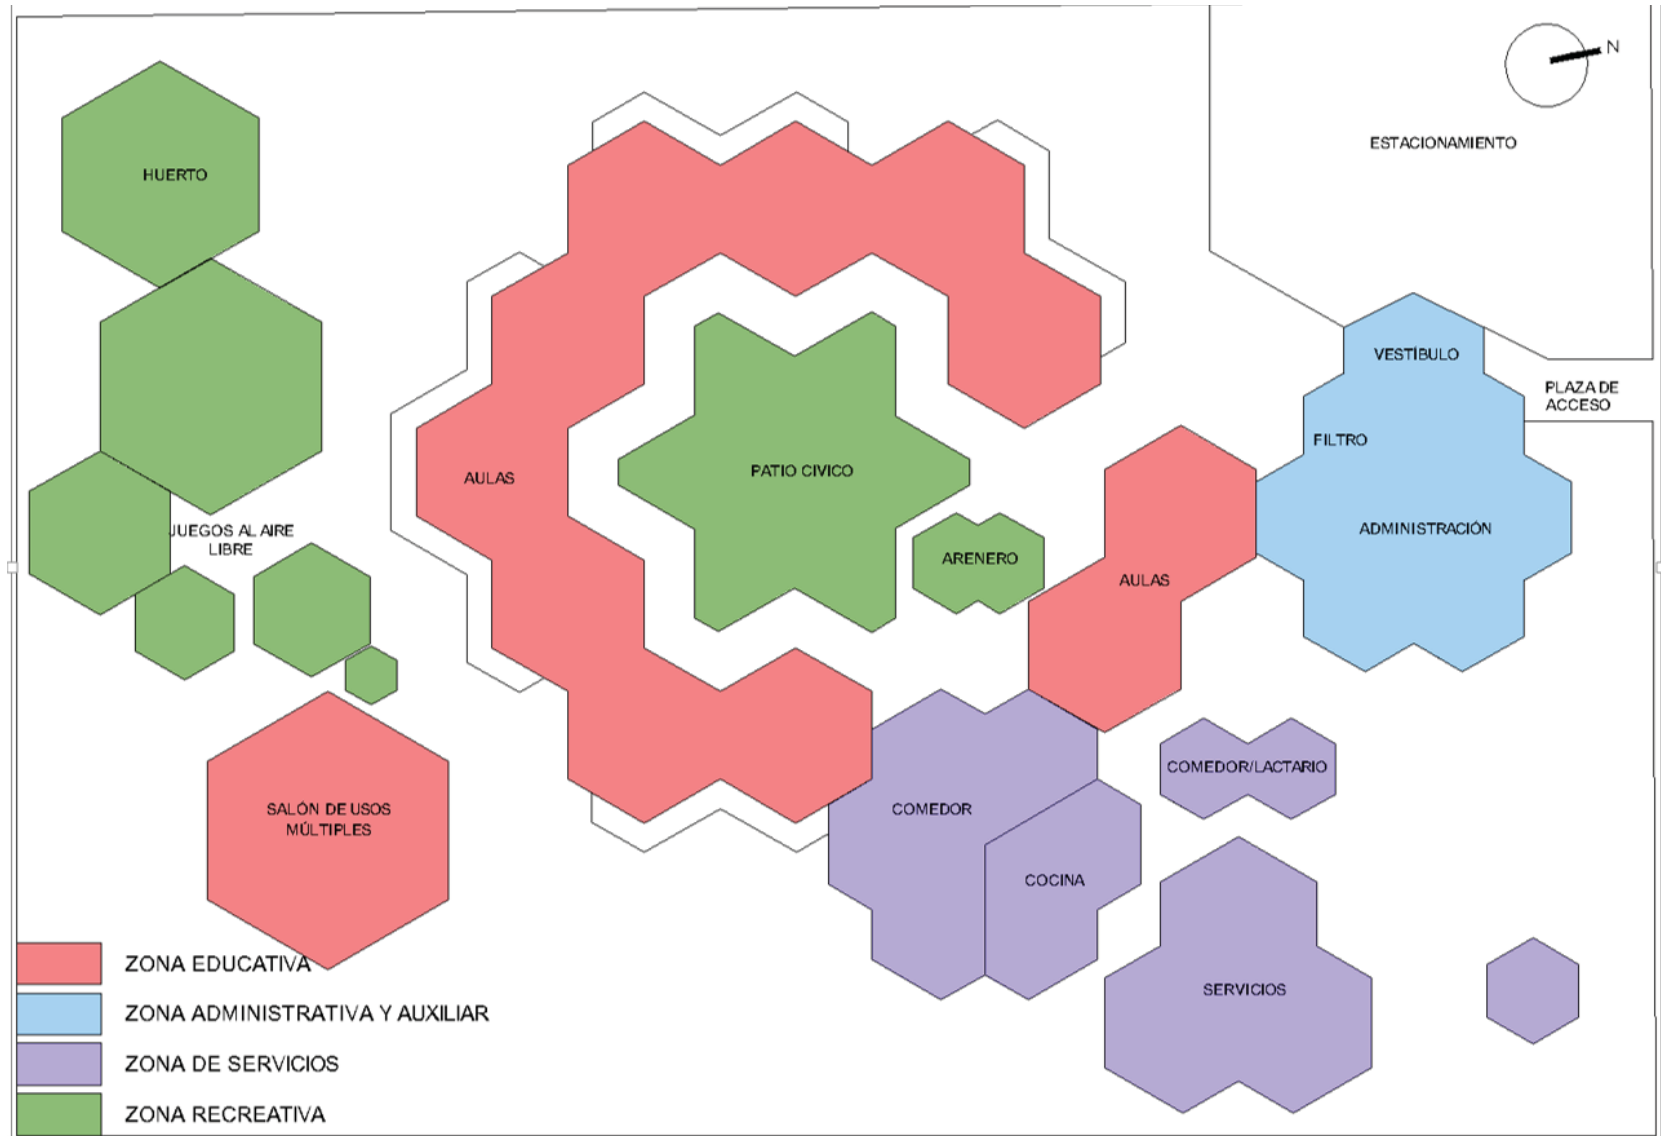 N
ESTACIONAMIENTO
HUERTO
VESTÍBULO
PLAZA DE
ACCESO
FILTRO
PATIO CIVICO
AULAS
ADMINISTRACIÓN
JUEGOS AL AIRE
LIBRE
ARENERO
AULAS
COMEDOR/LACTARIO
SALÓN DE USOS
MÚLTIPLES
COMEDOR
COCINA
SERVICIOS
ZONA EDUCATIVA
ZONA ADMINISTRATIVA Y AUXILIAR
ZONA DE SERVICIOS
ZONA RECREATIVA